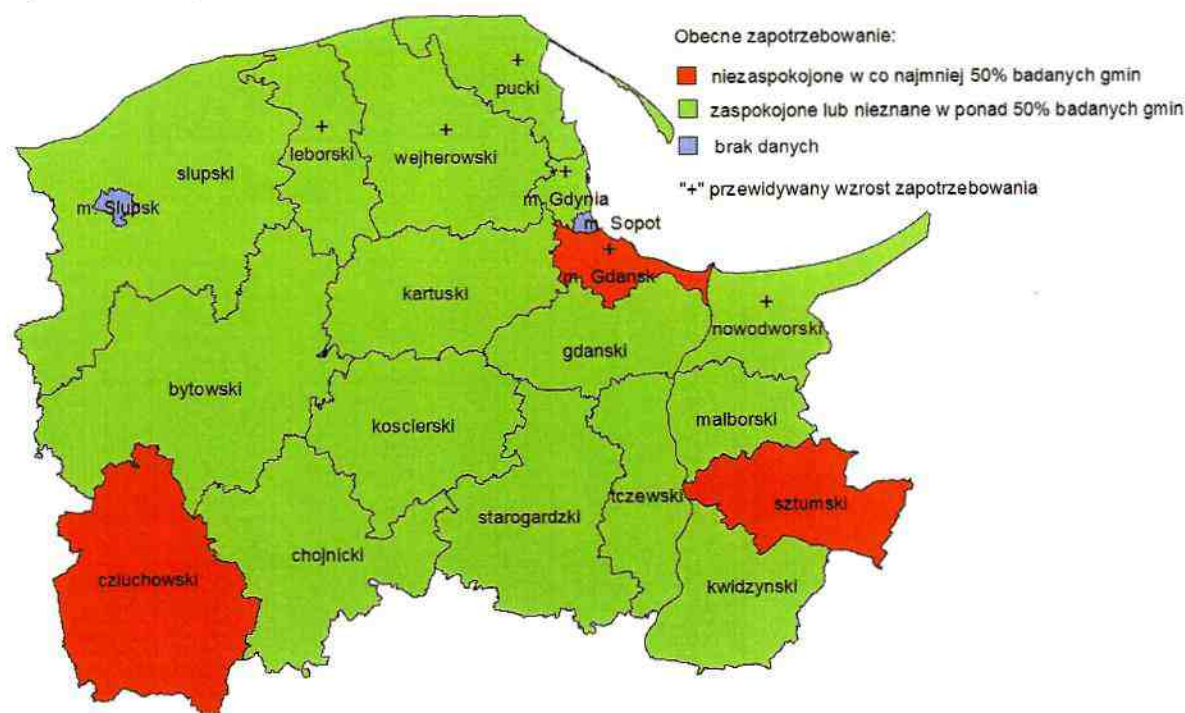 Obecne zapotrzebowanie:
niezaspokojone w co najmniej 50% badanych gmin
zaspokojone lub nieznane w ponad 50% badanych gmin
brak danych
"+" przewidywany wzrost zapotrzebowania
+
pucki
+
leborski
+
wejherowski
slupski
+
m. Gdynia
m. Slupsk
m. Sopot
+
m. Gdansk
kartuski
+
nowodworski
gdanski
bytowski
malborski
koscierski
tczewski
sztumski
starogardzki
chojnicki
czluchowski
kwidzynski